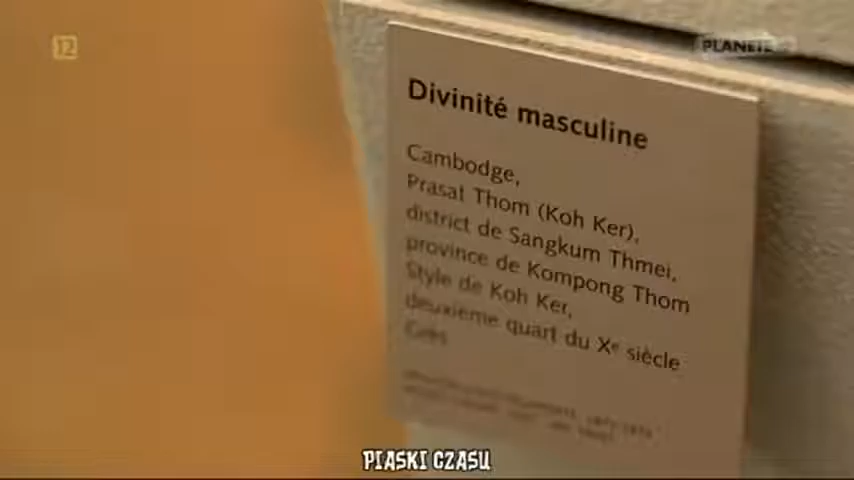 12
PLANETE
Divinité masculine
Cambodge,
Prasat Thom (Koh Ker),
district de Sangkum Thmei,
province de Kompong Thom
Style de Koh Ker,
deuxième quart du Xe siècle
Grès
PIASKI CZASU